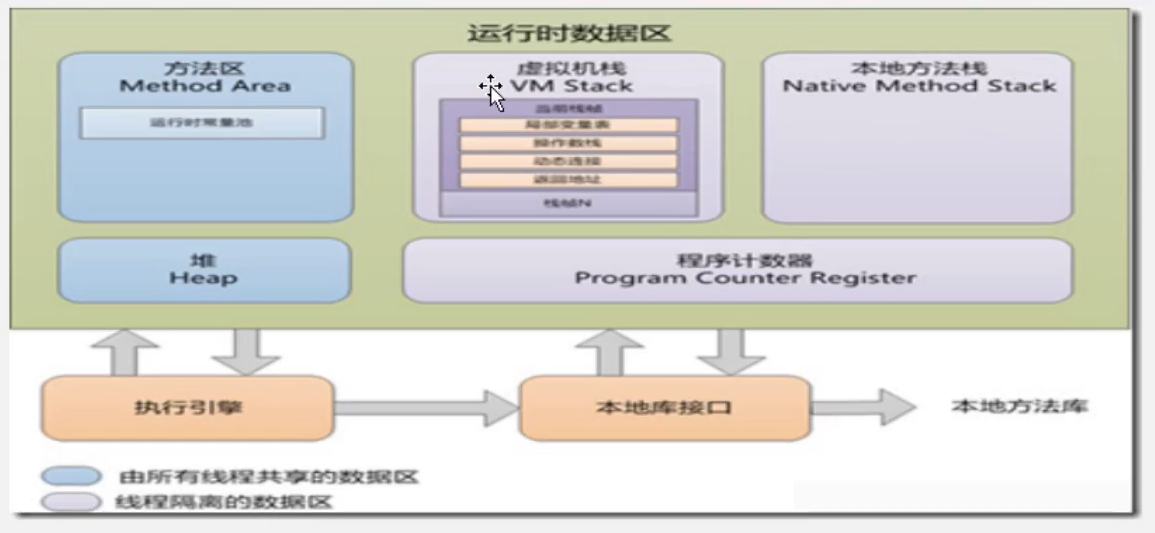 运行时数据区
方法区
Method Area
运行时常量池
虚拟机栈
VM Stack
当前栈帧
局部变量表
操作数栈
动态连接
返回地址
栈帧N
本地方法栈
Native Method Stack
堆
Heap
程序计数器
Program Counter Register
执行引擎
本地库接口
本地方法库
由所有线程共享的数据区
线程隔离的数据区